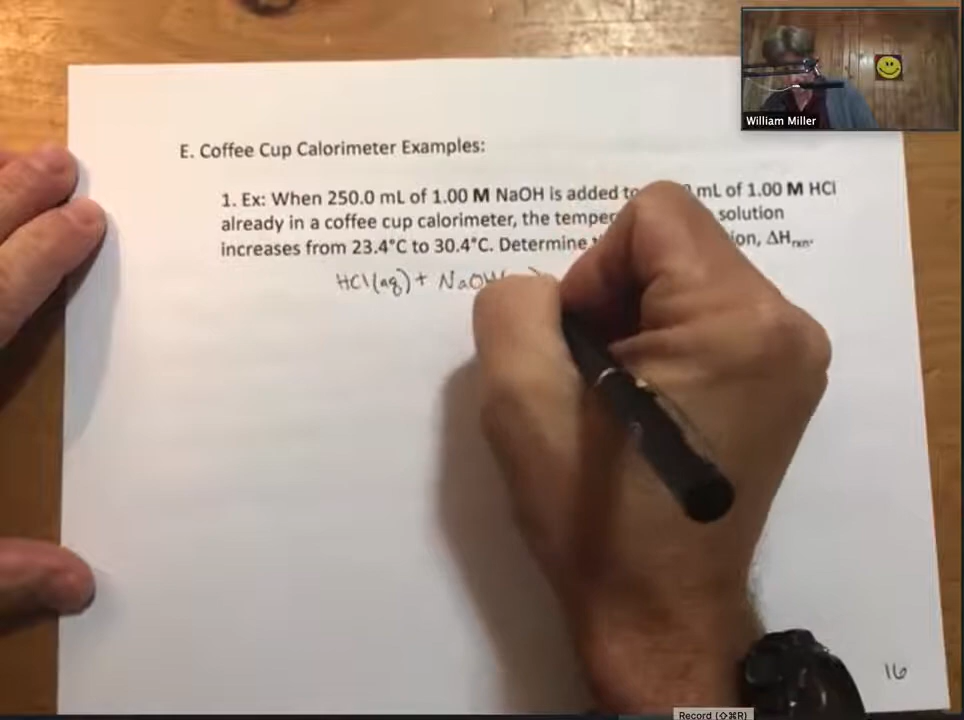 William Miller
E. Coffee Cup Calorimeter Examples:
1. Ex: When 250.0 mL of 1.00 M NaOH is added to mL of 1.00 M HCl
already in a coffee cup calorimeter, the solution
increases from 23.4°C to 30.4°C. Determine ΔHrxn.
HCl(aq) + NaOH
16
Record (⇧⌘R)